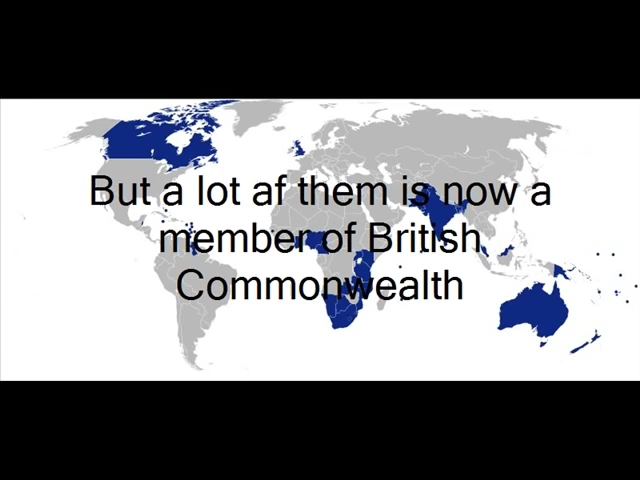 But a lot af them is now a
member of British
Commonwealth